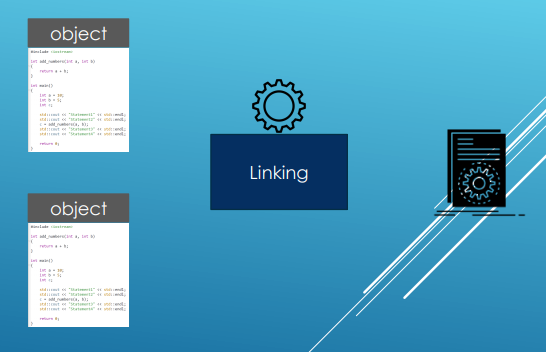 object
#include <iostream>
int add_numbers(int a, int b)
{
return a + b;
}
int main()
{
int a = 10;
int b = 5;
int c;
std::cout << "Statement1" << std::endl;
std::cout << "Statement2" << std::endl;
c = add_numbers(a, b);
std::cout << "Statement3" << std::endl;
std::cout << "Statement4" << std::endl;
return 0;
}
Linking
object
#include <iostream>
int add_numbers(int a, int b)
{
return a + b;
}
int main()
{
int a = 10;
int b = 5;
int c;
std::cout << "Statement1" << std::endl;
std::cout << "Statement2" << std::endl;
c = add_numbers(a, b);
std::cout << "Statement3" << std::endl;
std::cout << "Statement4" << std::endl;
return 0;
}